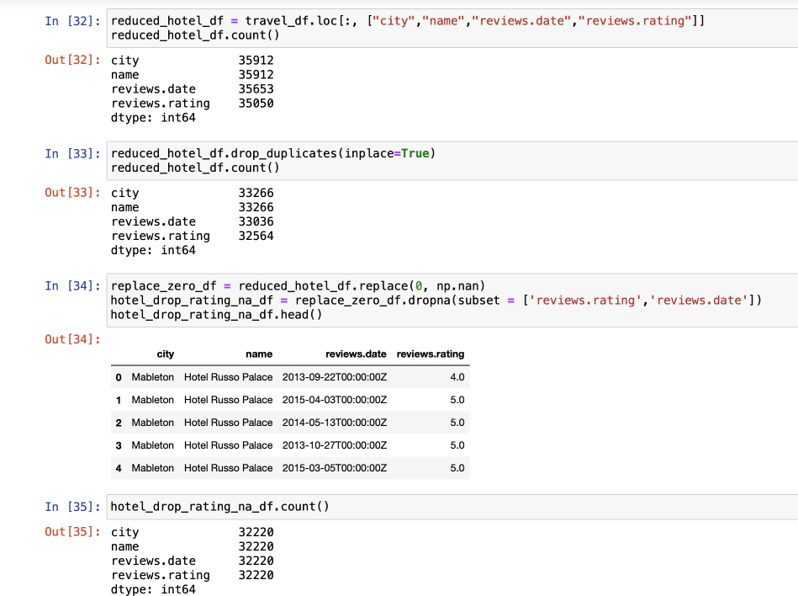 In [32]: reduced_hotel_df = travel_df.loc[:, ["city","name","reviews.date","reviews.rating"]]
reduced_hotel_df.count()
Out[32]: city 35912
name 35912
reviews.date 35653
reviews.rating 35050
dtype: int64
In [33]: reduced_hotel_df.drop_duplicates(inplace=True)
reduced_hotel_df.count()
Out[33]: city 33266
name 33266
reviews.date 33036
reviews.rating 32564
dtype: int64
In [34]: replace_zero_df = reduced_hotel_df.replace(0, np.nan)
hotel_drop_rating_na_df = replace_zero_df.dropna(subset = ['reviews.rating','reviews.date'])
hotel_drop_rating_na_df.head()
Out[34]:
city name reviews.date reviews.rating
0 Mableton Hotel Russo Palace 2013-09-22T00:00:00Z 4.0
1 Mableton Hotel Russo Palace 2015-04-03T00:00:00Z 5.0
2 Mableton Hotel Russo Palace 2014-05-13T00:00:00Z 5.0
3 Mableton Hotel Russo Palace 2013-10-27T00:00:00Z 5.0
4 Mableton Hotel Russo Palace 2015-03-05T00:00:00Z 5.0
In [35]: hotel_drop_rating_na_df.count()
Out[35]: city 32220
name 32220
reviews.date 32220
reviews.rating 32220
dtype: int64